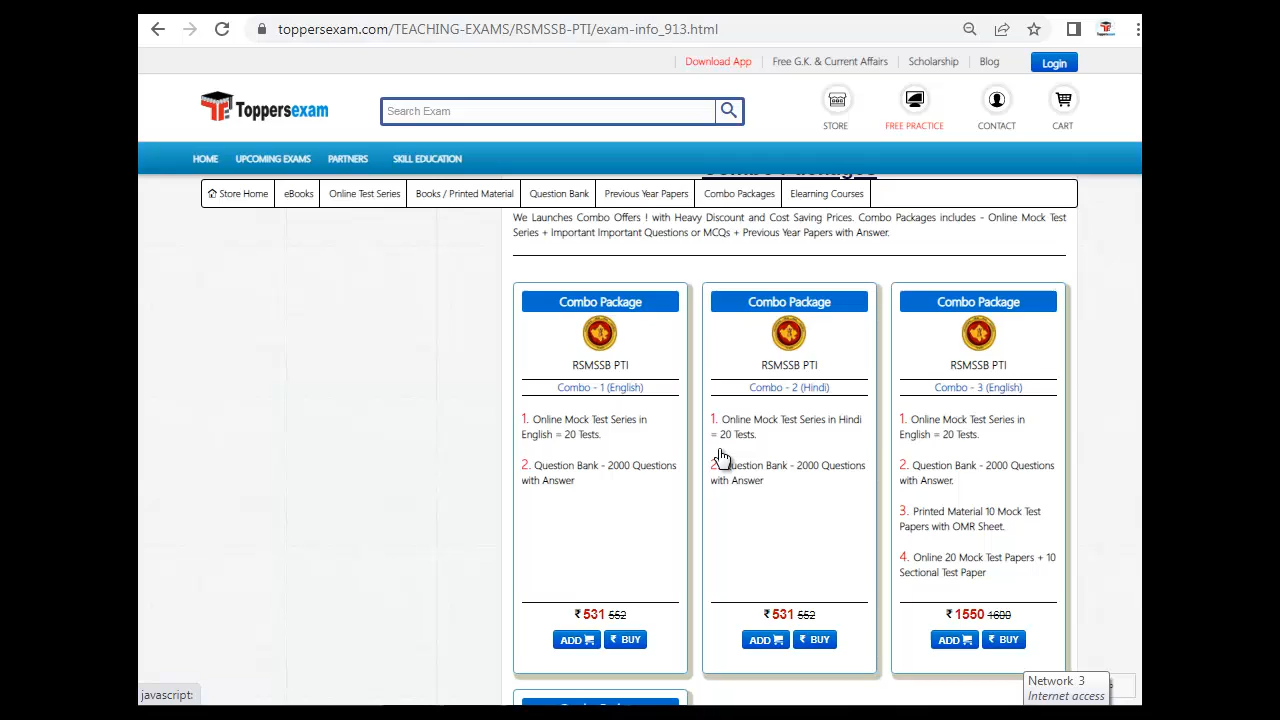 toppersexam.com/TEACHING-EXAMS/RSMSSB-PTI/exam-info_913.html
Download App Free G.K. & Current Affairs Scholarship Blog Login
Toppersexam
Search Exam
STORE FREE PRACTICE CONTACT CART
HOME UPCOMING EXAMS PARTNERS SKILL EDUCATION
Combo Packages
Store Home eBooks Online Test Series Books / Printed Material Question Bank Previous Year Papers Combo Packages Elearning Courses
We Launches Combo Offers ! with Heavy Discount and Cost Saving Prices. Combo Packages includes - Online Mock Test
Series + Important Important Questions or MCQs + Previous Year Papers with Answer.
Combo Package
RSMSSB PTI
Combo - 1 (English)
1. Online Mock Test Series in
English = 20 Tests.
2. Question Bank - 2000 Questions
with Answer
₹ 531 552
ADD ₹ BUY
Combo Package
RSMSSB PTI
Combo - 2 (Hindi)
1. Online Mock Test Series in Hindi
= 20 Tests.
2. Question Bank - 2000 Questions
with Answer
₹ 531 552
ADD ₹ BUY
Combo Package
RSMSSB PTI
Combo - 3 (English)
1. Online Mock Test Series in
English = 20 Tests.
2. Question Bank - 2000 Questions
with Answer.
3. Printed Material 10 Mock Test
Papers with OMR Sheet.
4. Online 20 Mock Test Papers + 10
Sectional Test Paper
₹ 1550 1600
ADD ₹ BUY
Network 3
Internet access
javascript: